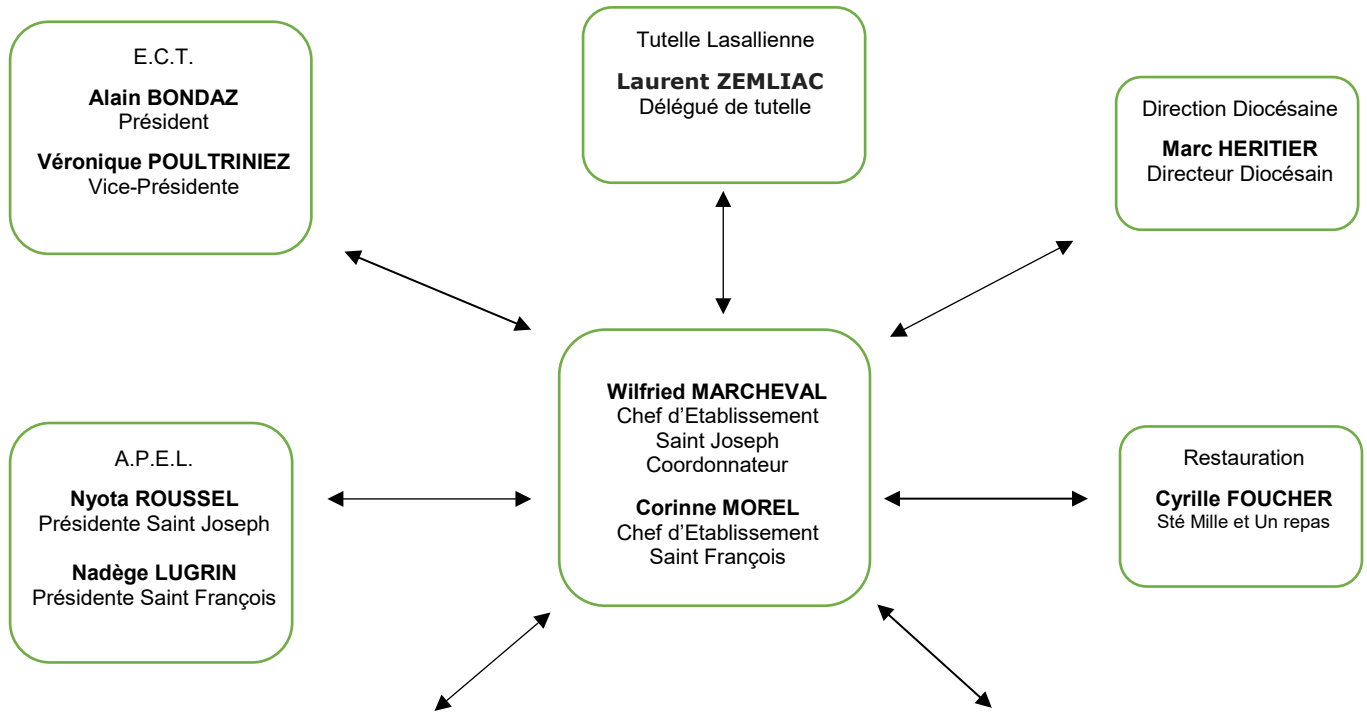 E.C.T.
Alain BONDAZ
Président
Véronique POULTRINIEZ
Vice-Présidente
Tutelle Lasallienne
Laurent ZEMLIAC
Délégué de tutelle
Direction Diocésaine
Marc HERITIER
Directeur Diocésain
Wilfried MARCHEVAL
Chef d'Etablissement
Saint Joseph
Coordonnateur
Corinne MOREL
Chef d'Etablissement
Saint François
A.P.E.L.
Nyota ROUSSEL
Présidente Saint Joseph
Nadège LUGRIN
Présidente Saint François
Restauration
Cyrille FOUCHER
Sté Mille et Un repas